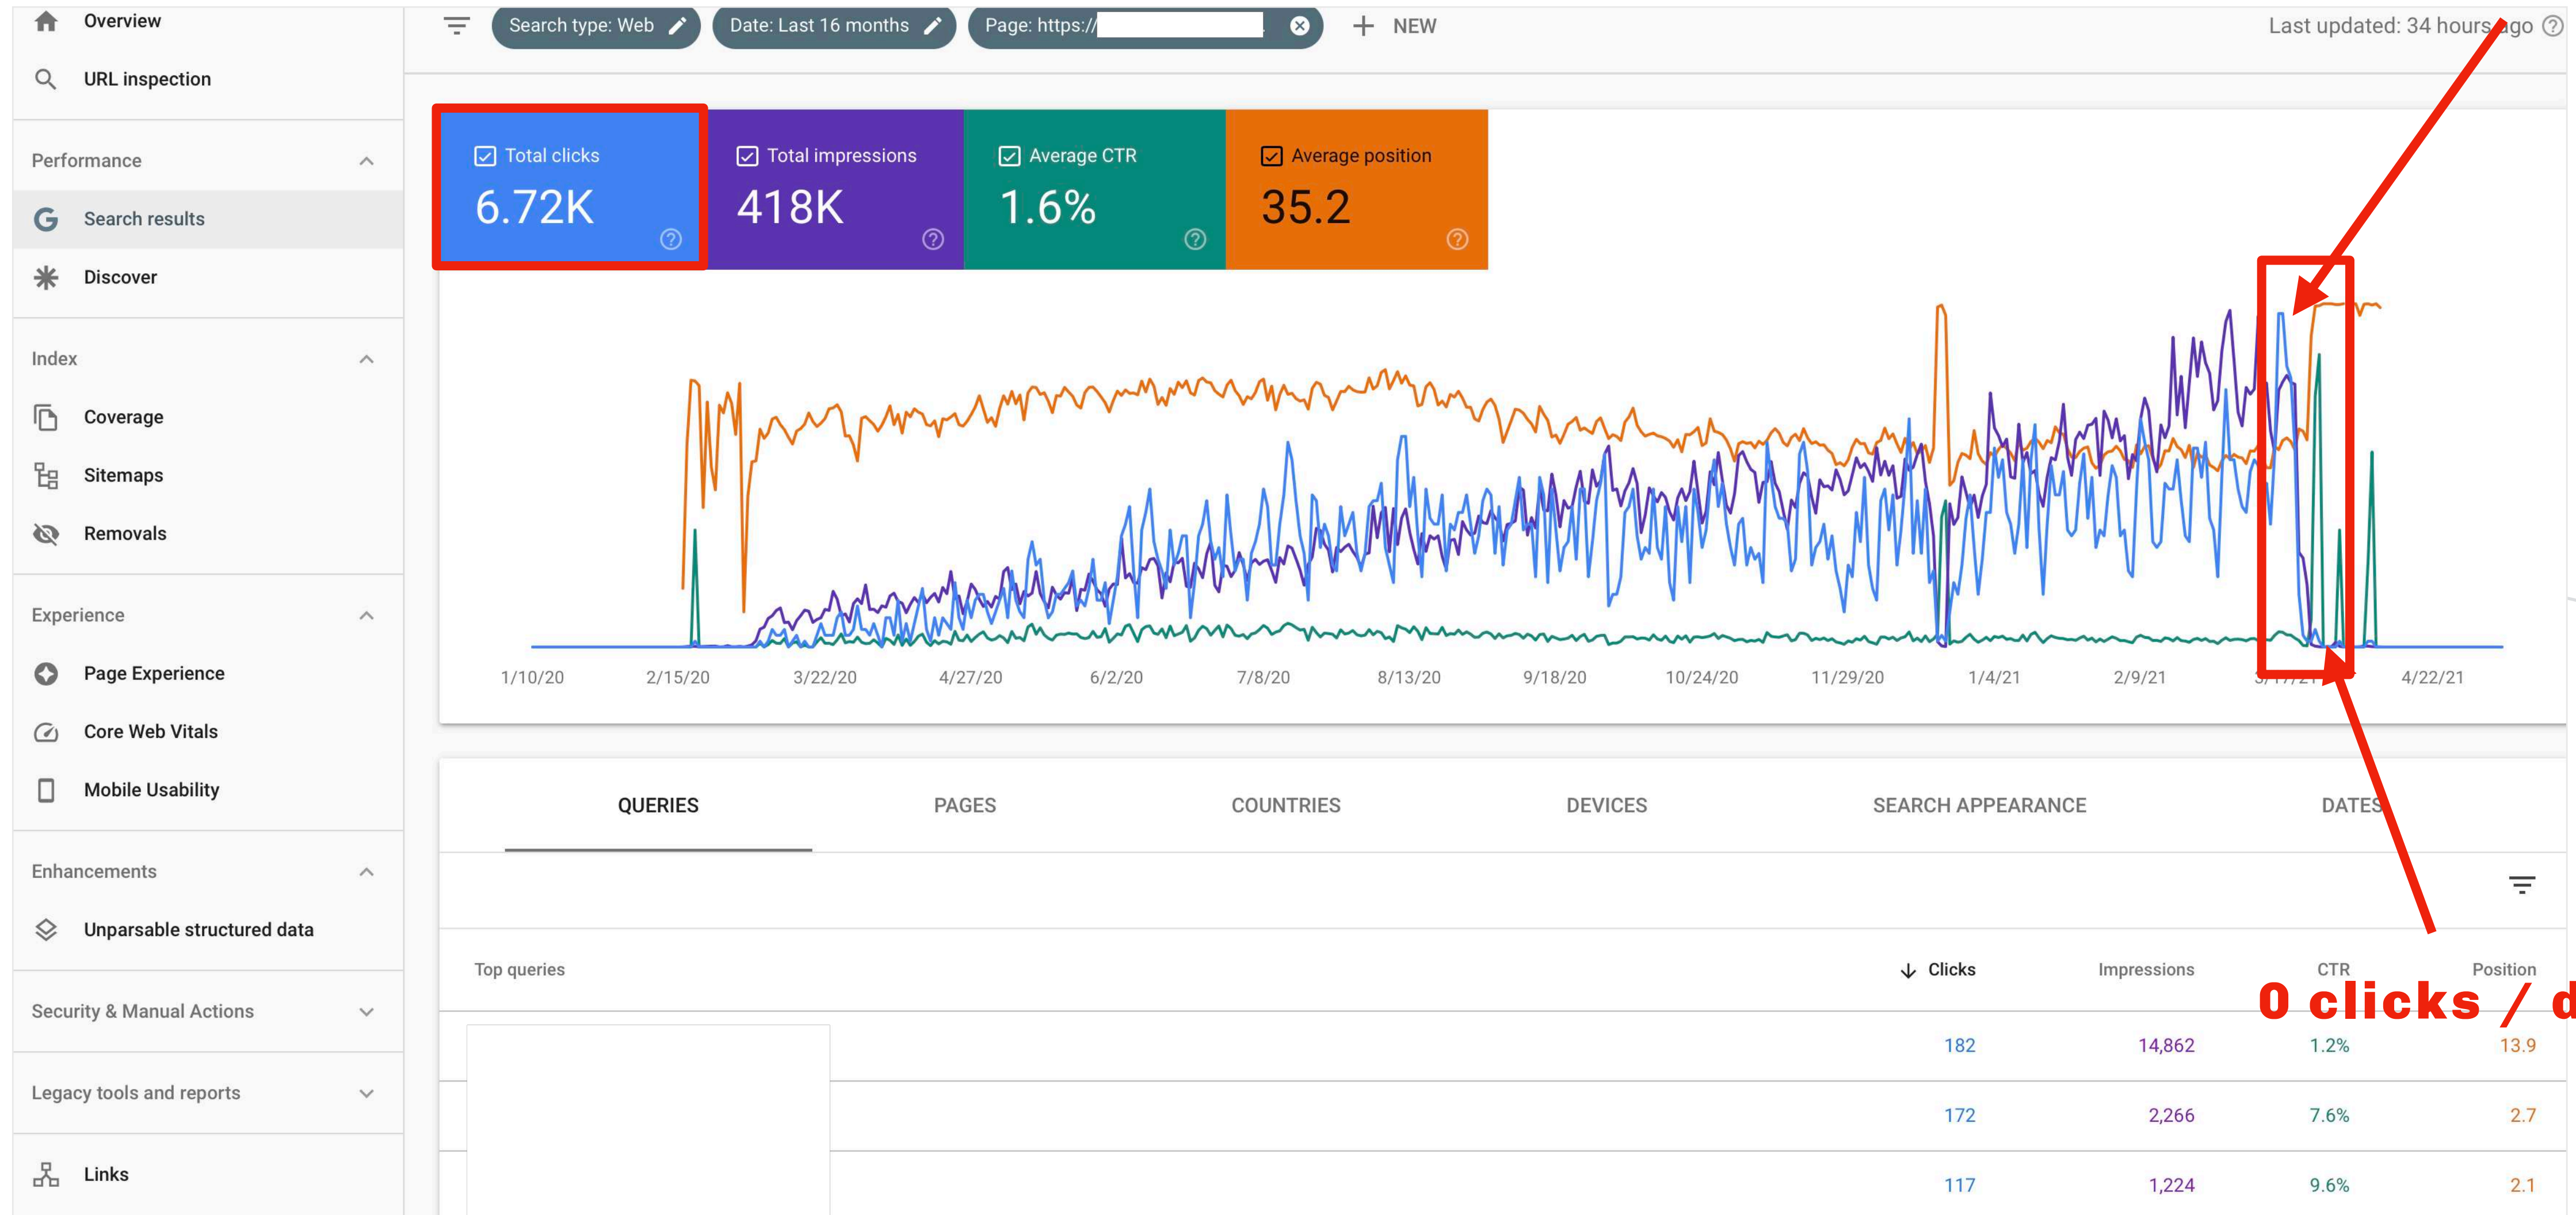 Overview
URL inspection
Performance
Search results
Discover
Index
Coverage
Sitemaps
Removals
Experience
Page Experience
Core Web Vitals
Mobile Usability
Enhancements
Unparsable structured data
Security & Manual Actions
Legacy tools and reports
Links
Search type: Web
Date: Last 16 months
Page: https://
+ NEW
Last updated: 34 hours ago
Total clicks
6.72K
Total impressions
418K
Average CTR
1.6%
Average position
35.2
1/10/20 2/15/20 3/22/20 4/27/20 6/2/20 7/8/20 8/13/20 9/18/20 10/24/20 11/29/20 1/4/21 2/9/21 3/17/21 4/22/21
QUERIES PAGES COUNTRIES DEVICES SEARCH APPEARANCE DATES
Top queries Clicks Impressions CTR Position
0 clicks / d
182 14,862 1.2% 13.9
172 2,266 7.6% 2.7
117 1,224 9.6% 2.1